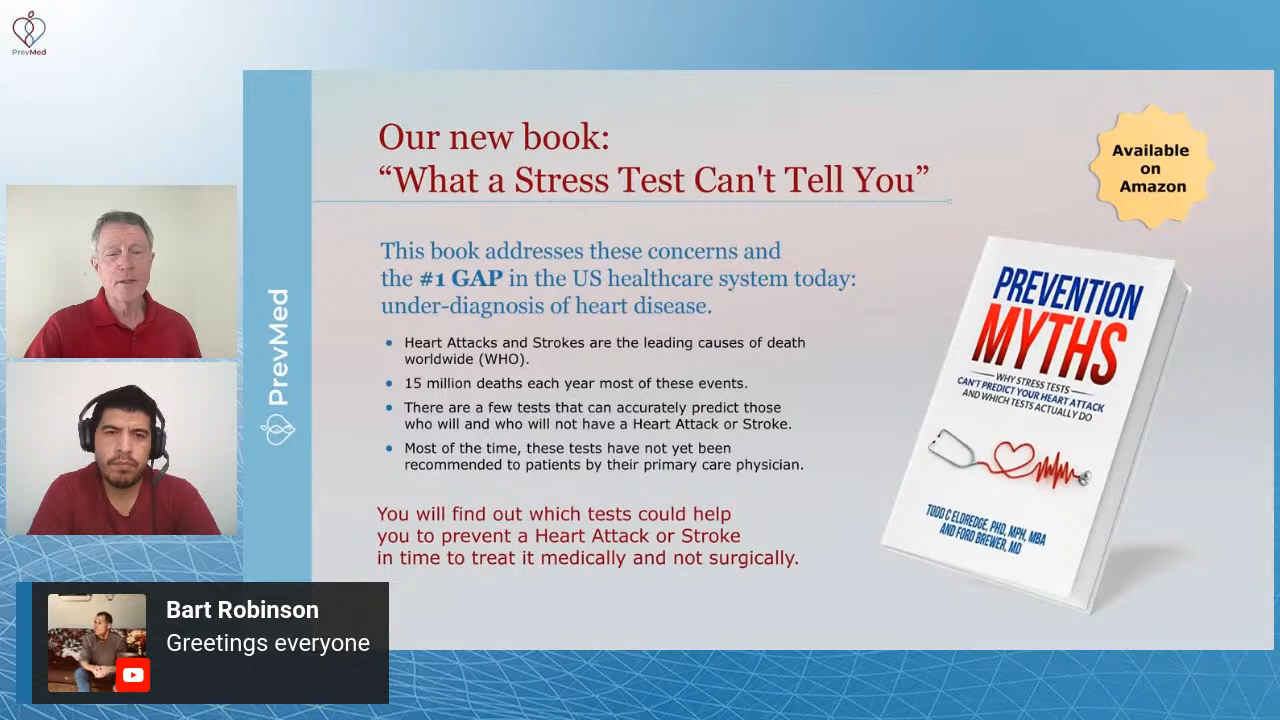 PrevMed
Our new book:
“What a Stress Test Can't Tell You”
Available
on
Amazon
This book addresses these concerns and
the #1 GAP in the US healthcare system today:
under-diagnosis of heart disease.
Heart Attacks and Strokes are the leading causes of death
worldwide (WHO).
15 million deaths each year most of these events.
There are a few tests that can accurately predict those
who will and who will not have a Heart Attack or Stroke.
Most of the time, these tests have not yet been
recommended to patients by their primary care physician.
You will find out which tests could help
you to prevent a Heart Attack or Stroke
in time to treat it medically and not surgically.
PrevMed
PREVENTION
MYTHS
WHY STRESS TESTS
CAN'T PREDICT YOUR HEART ATTACK
AND WHICH TESTS ACTUALLY DO
TODD C ELDREDGE, PHD, MPH, MBA
AND FORD BREWER, MD
Bart Robinson
Greetings everyone